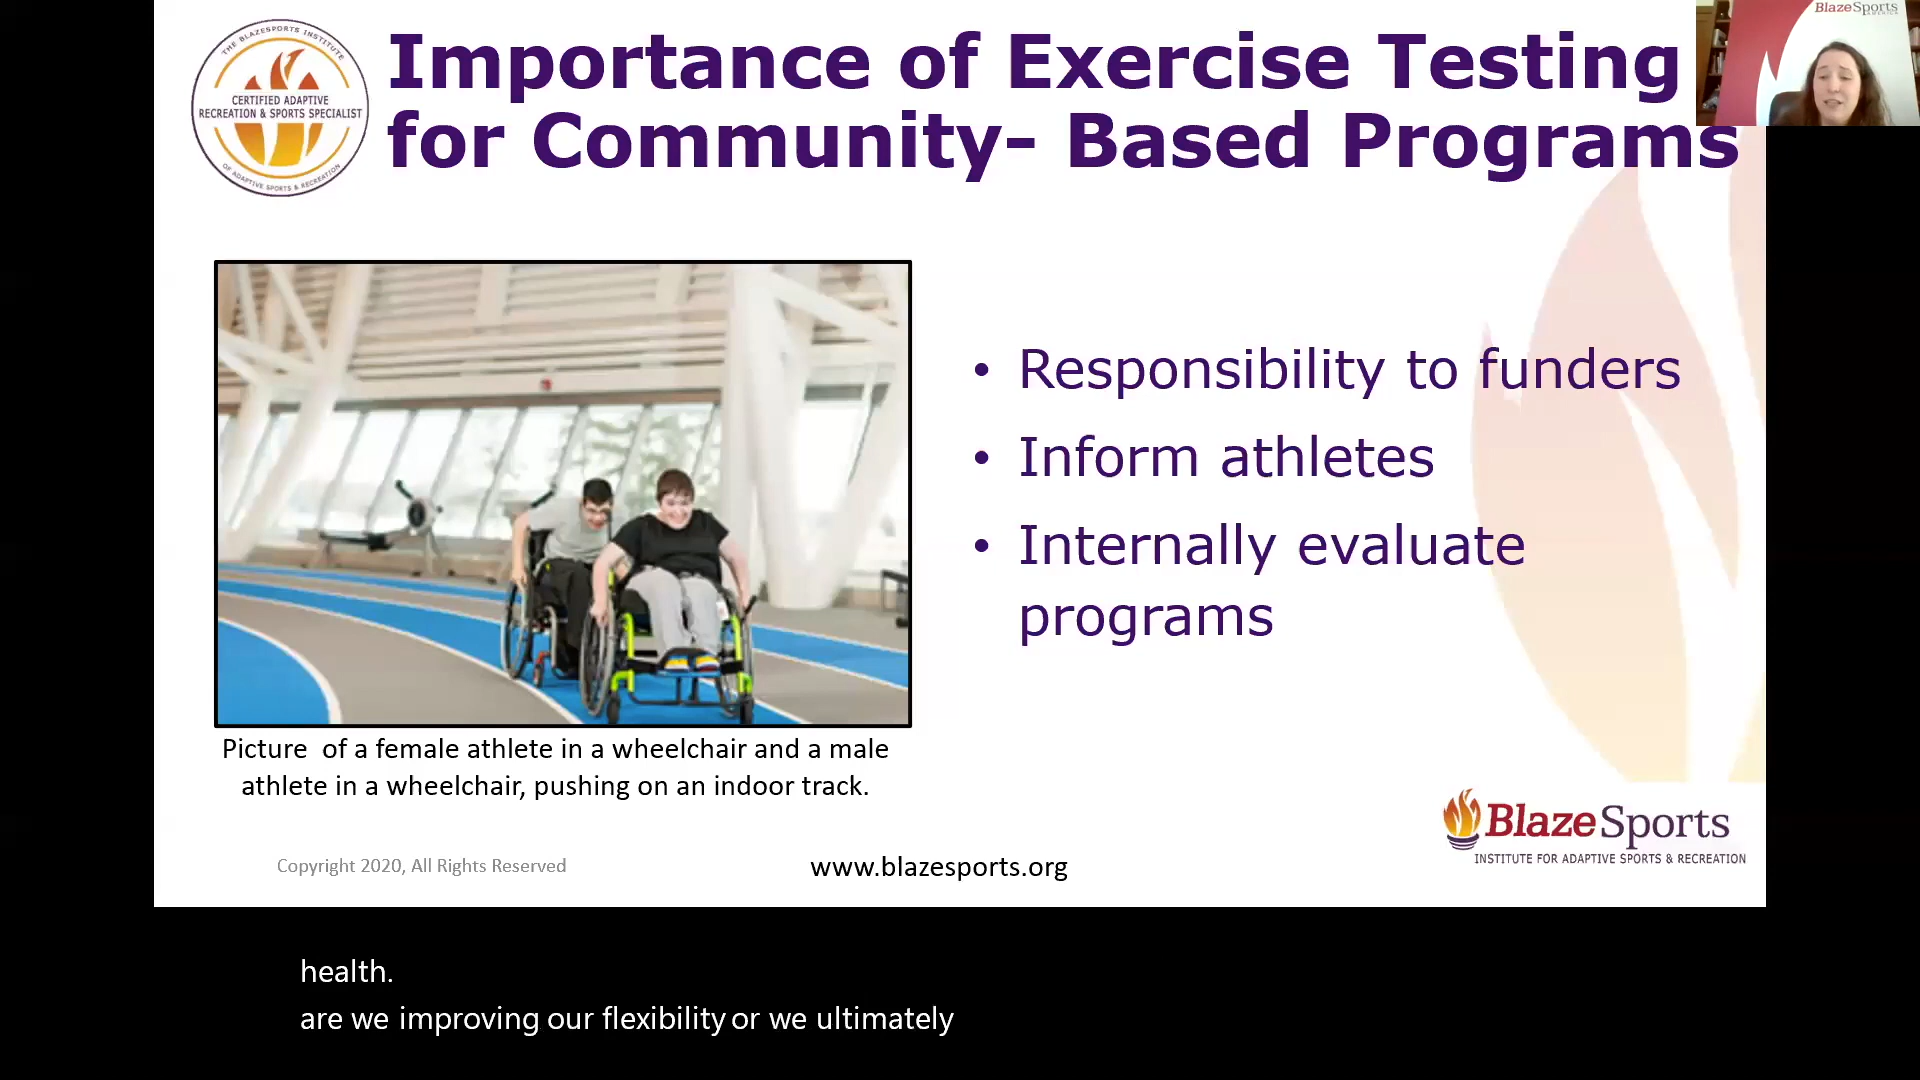 THE BLAZESPORTS INSTITUTE
CERTIFIED ADAPTIVE
RECREATION & SPORTS SPECIALIST
OF ADAPTIVE SPORTS & RECREATION
Importance of Exercise Testing
for Community- Based Programs
BlazeSports
AMERICA
• Responsibility to funders
• Inform athletes
• Internally evaluate
programs
Picture of a female athlete in a wheelchair and a male
athlete in a wheelchair, pushing on an indoor track.
BlazeSports
INSTITUTE FOR ADAPTIVE SPORTS & RECREATION
Copyright 2020, All Rights Reserved
www.blazesports.org
health.
are we improving our flexibility or we ultimately